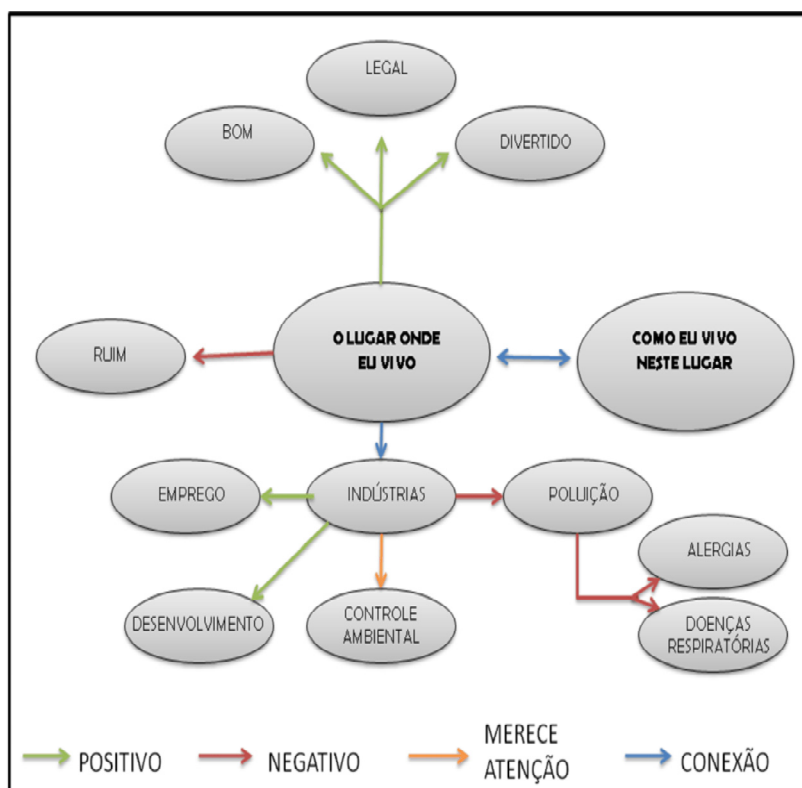 LEGAL
BOM
DIVERTIDO
O LUGAR ONDE
EU VIVO
COMO EU VIVO
NESTE LUGAR
RUIM
EMPREGO
INDÚSTRIAS
POLUIÇÃO
ALERGIAS
DESENVOLVIMENTO
CONTROLE
AMBIENTAL
DOENÇAS
RESPIRATÓRIAS
POSITIVO
NEGATIVO
MERECE
ATENÇÃO
CONEXÃO